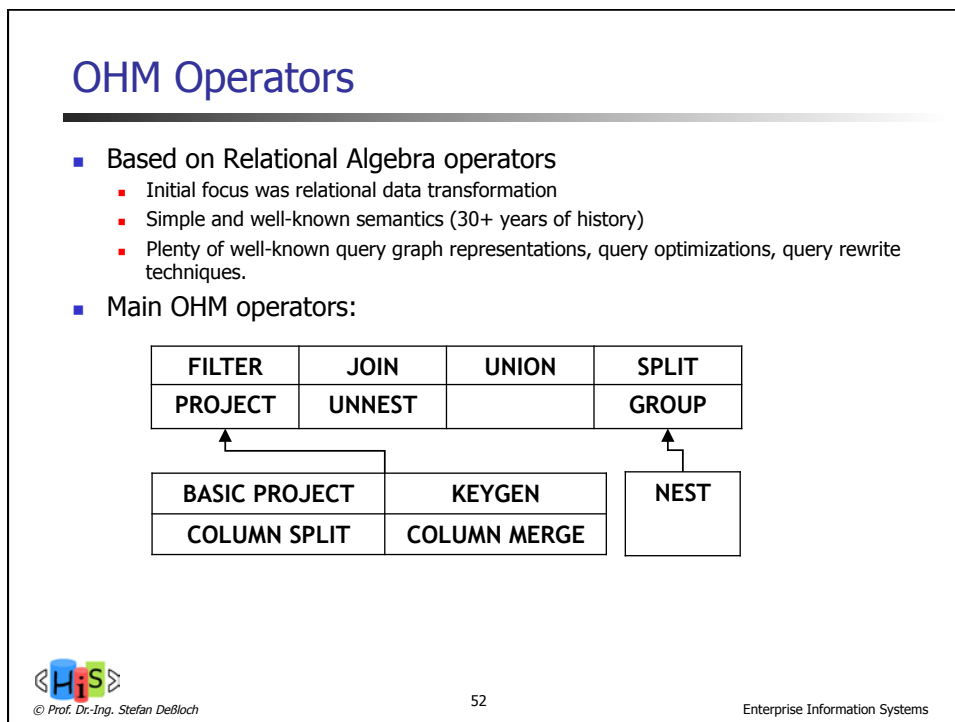 OHM Operators
Based on Relational Algebra operators
Initial focus was relational data transformation
Simple and well-known semantics (30+ years of history)
Plenty of well-known query graph representations, query optimizations, query rewrite
techniques.
Main OHM operators:
FILTER JOIN UNION SPLIT
PROJECT UNNEST GROUP
BASIC PROJECT KEYGEN NEST
COLUMN SPLIT COLUMN MERGE
HiS
© Prof. Dr.-Ing. Stefan Deßloch 52 Enterprise Information Systems